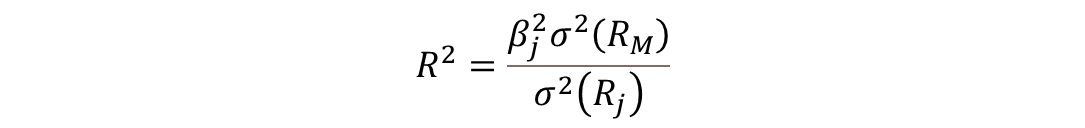 R² = β_j² σ²(R_M) / σ²(R_j)